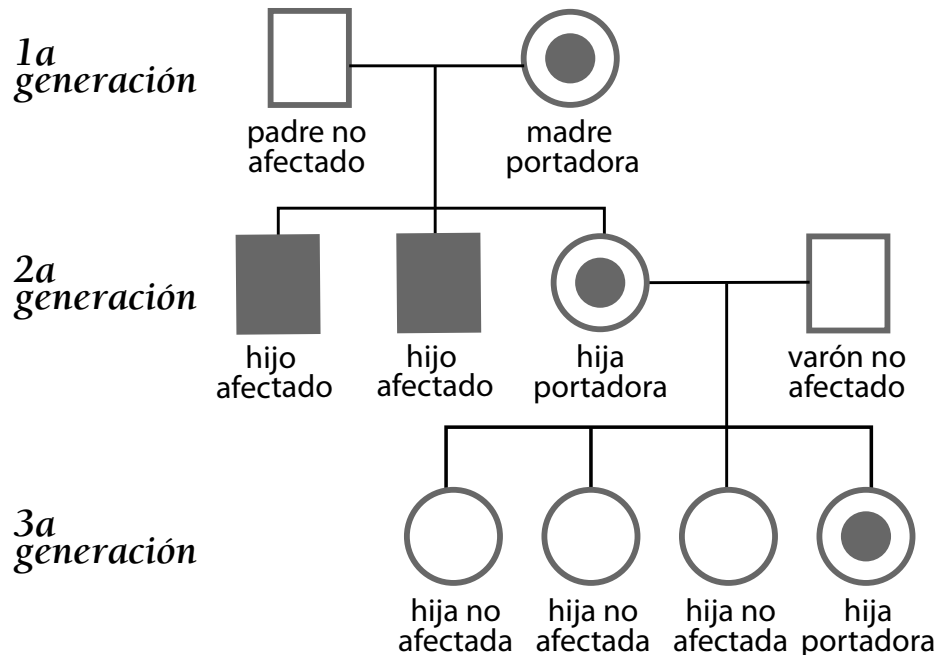 1a
generación
padre no
afectado
madre
portadora
2a
generación
hijo
afectado
hijo
afectado
hija
portadora
varón no
afectado
3a
generación
hija no
afectada
hija no
afectada
hija no
afectada
hija
portadora